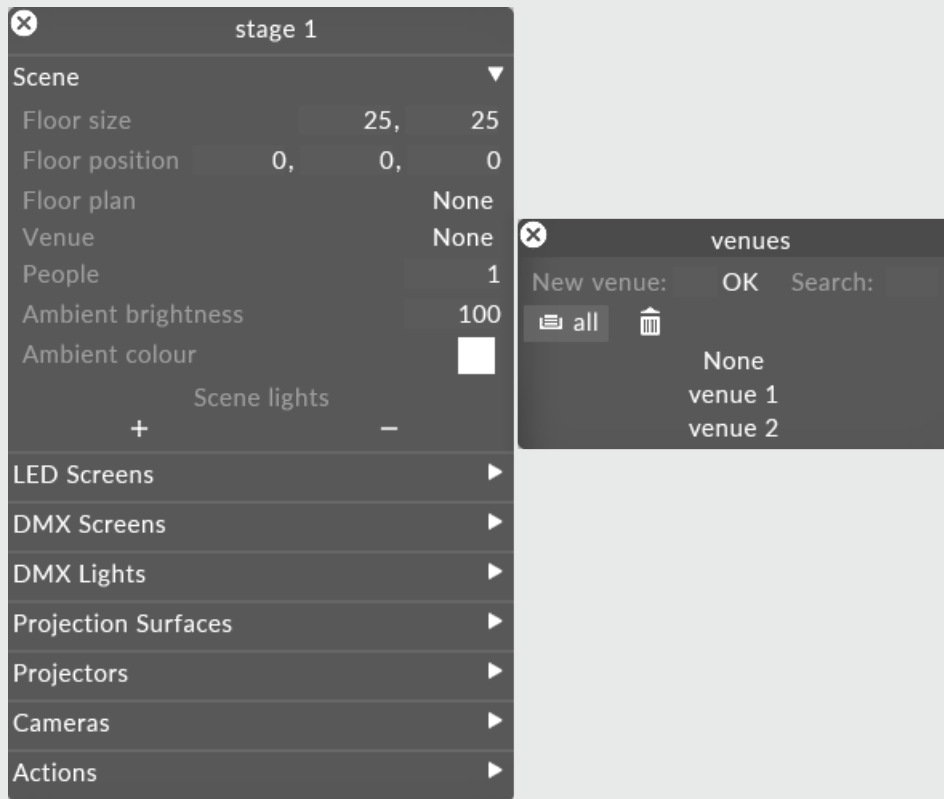 stage 1
Scene
Floor size 25, 25
Floor position 0, 0, 0
Floor plan None
Venue None
People 1
Ambient brightness 100
Ambient colour
Scene lights
+ −
LED Screens
DMX Screens
DMX Lights
Projection Surfaces
Projectors
Cameras
Actions
venues
New venue: OK Search:
all
None
venue 1
venue 2